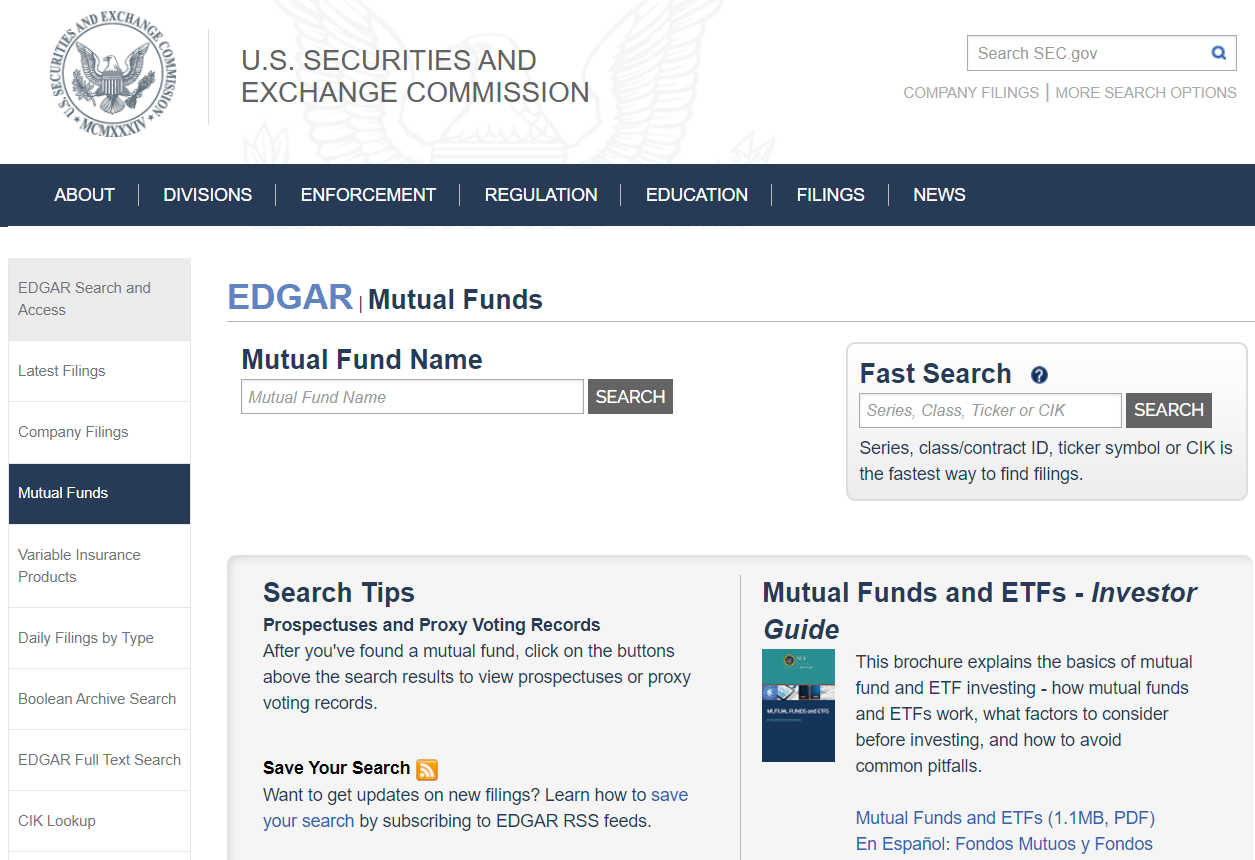 U.S. SECURITIES AND EXCHANGE COMMISSION
MCMXXXIV
U.S. SECURITIES AND
EXCHANGE COMMISSION
Search SEC.gov
COMPANY FILINGS | MORE SEARCH OPTIONS
ABOUT
DIVISIONS
ENFORCEMENT
REGULATION
EDUCATION
FILINGS
NEWS
EDGAR Search and
Access
Latest Filings
Company Filings
Mutual Funds
Variable Insurance
Products
Daily Filings by Type
Boolean Archive Search
EDGAR Full Text Search
CIK Lookup
EDGAR | Mutual Funds
Mutual Fund Name
Mutual Fund Name
SEARCH
Fast Search ?
Series, Class, Ticker or CIK
SEARCH
Series, class/contract ID, ticker symbol or CIK is
the fastest way to find filings.
Search Tips
Prospectuses and Proxy Voting Records
After you've found a mutual fund, click on the buttons
above the search results to view prospectuses or proxy
voting records.
Save Your Search
Want to get updates on new filings? Learn how to save
your search by subscribing to EDGAR RSS feeds.
Mutual Funds and ETFs - Investor
Guide
MUTUAL FUNDS and ETFs
This brochure explains the basics of mutual
fund and ETF investing - how mutual funds
and ETFs work, what factors to consider
before investing, and how to avoid
common pitfalls.
Mutual Funds and ETFs (1.1MB, PDF)
En Español: Fondos Mutuos y Fondos